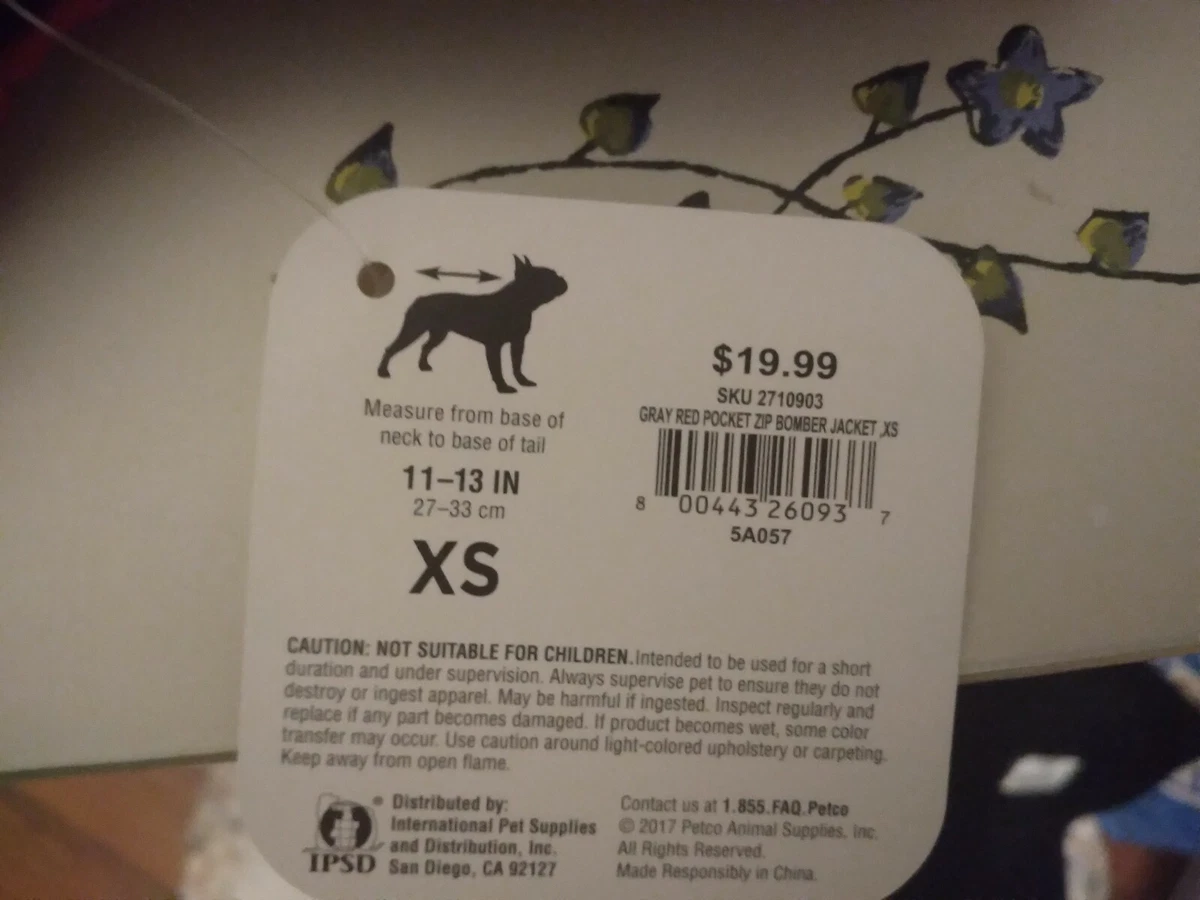 Measure from base of
neck to base of tail
11–13 IN
27–33 cm
XS
$19.99
SKU 2710903
GRAY RED POCKET ZIP BOMBER JACKET ,XS
8 00443 26093 7
5A057
CAUTION: NOT SUITABLE FOR CHILDREN. Intended to be used for a short
duration and under supervision. Always supervise pet to ensure they do not
destroy or ingest apparel. May be harmful if ingested. Inspect regularly and
replace if any part becomes damaged. If product becomes wet, some color
transfer may occur. Use caution around light-colored upholstery or carpeting.
Keep away from open flame.
IPSD ®
Distributed by:
International Pet Supplies
and Distribution, Inc.
San Diego, CA 92127
Contact us at 1.855.FAQ.Petco
© 2017 Petco Animal Supplies, Inc.
All Rights Reserved.
Made Responsibly in China.